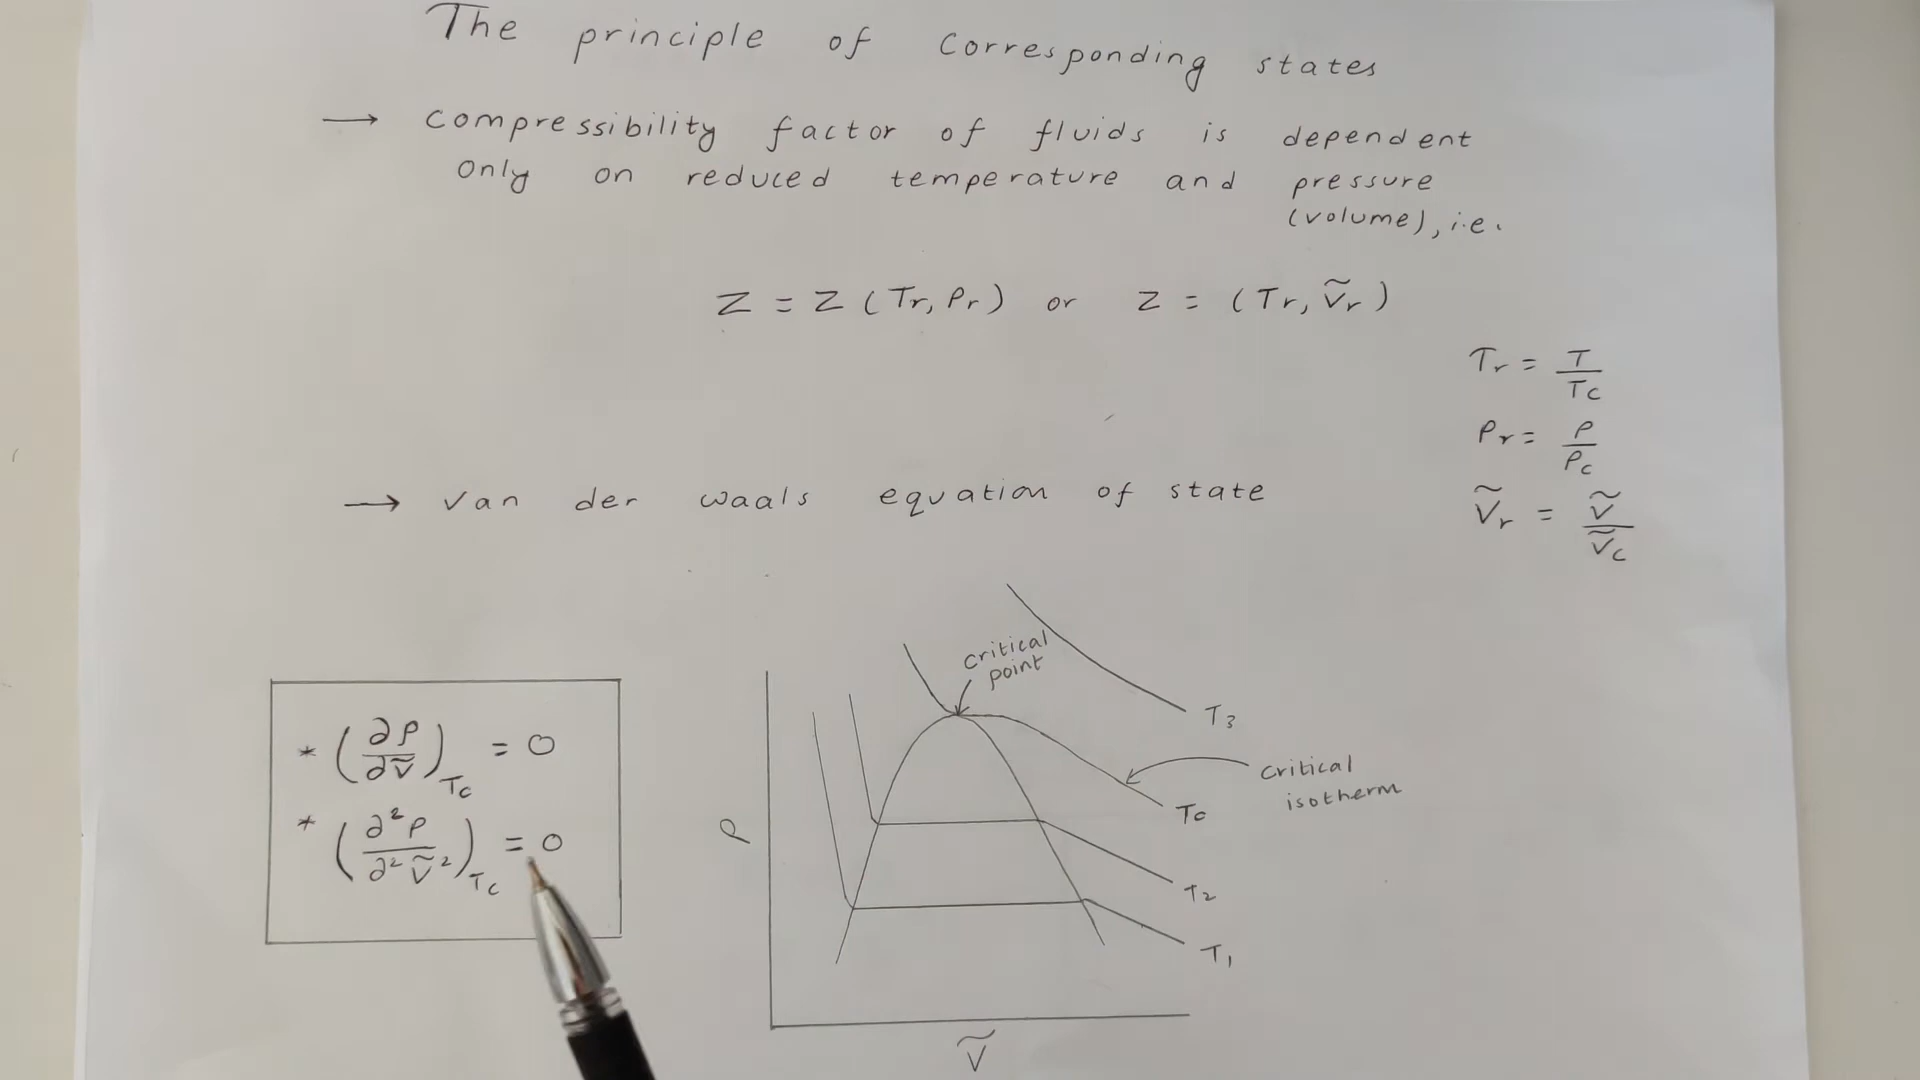 The principle of Corresponding states
→ Compressibility factor of fluids is dependent
only on reduced temperature and pressure
(volume), i.e.
Z = Z (Tr, Pr) or Z = (Tr, Ṽr)
Tr = T/Tc
Pr = P/Pc
Ṽr = Ṽ/Ṽc
→ Van der waals equation of state
* (∂P/∂Ṽ)Tc = 0
* (∂²P/∂²Ṽ²)Tc = 0
Critical
point
T3
Critical
isotherm
Tc
P
T2
T1
Ṽ